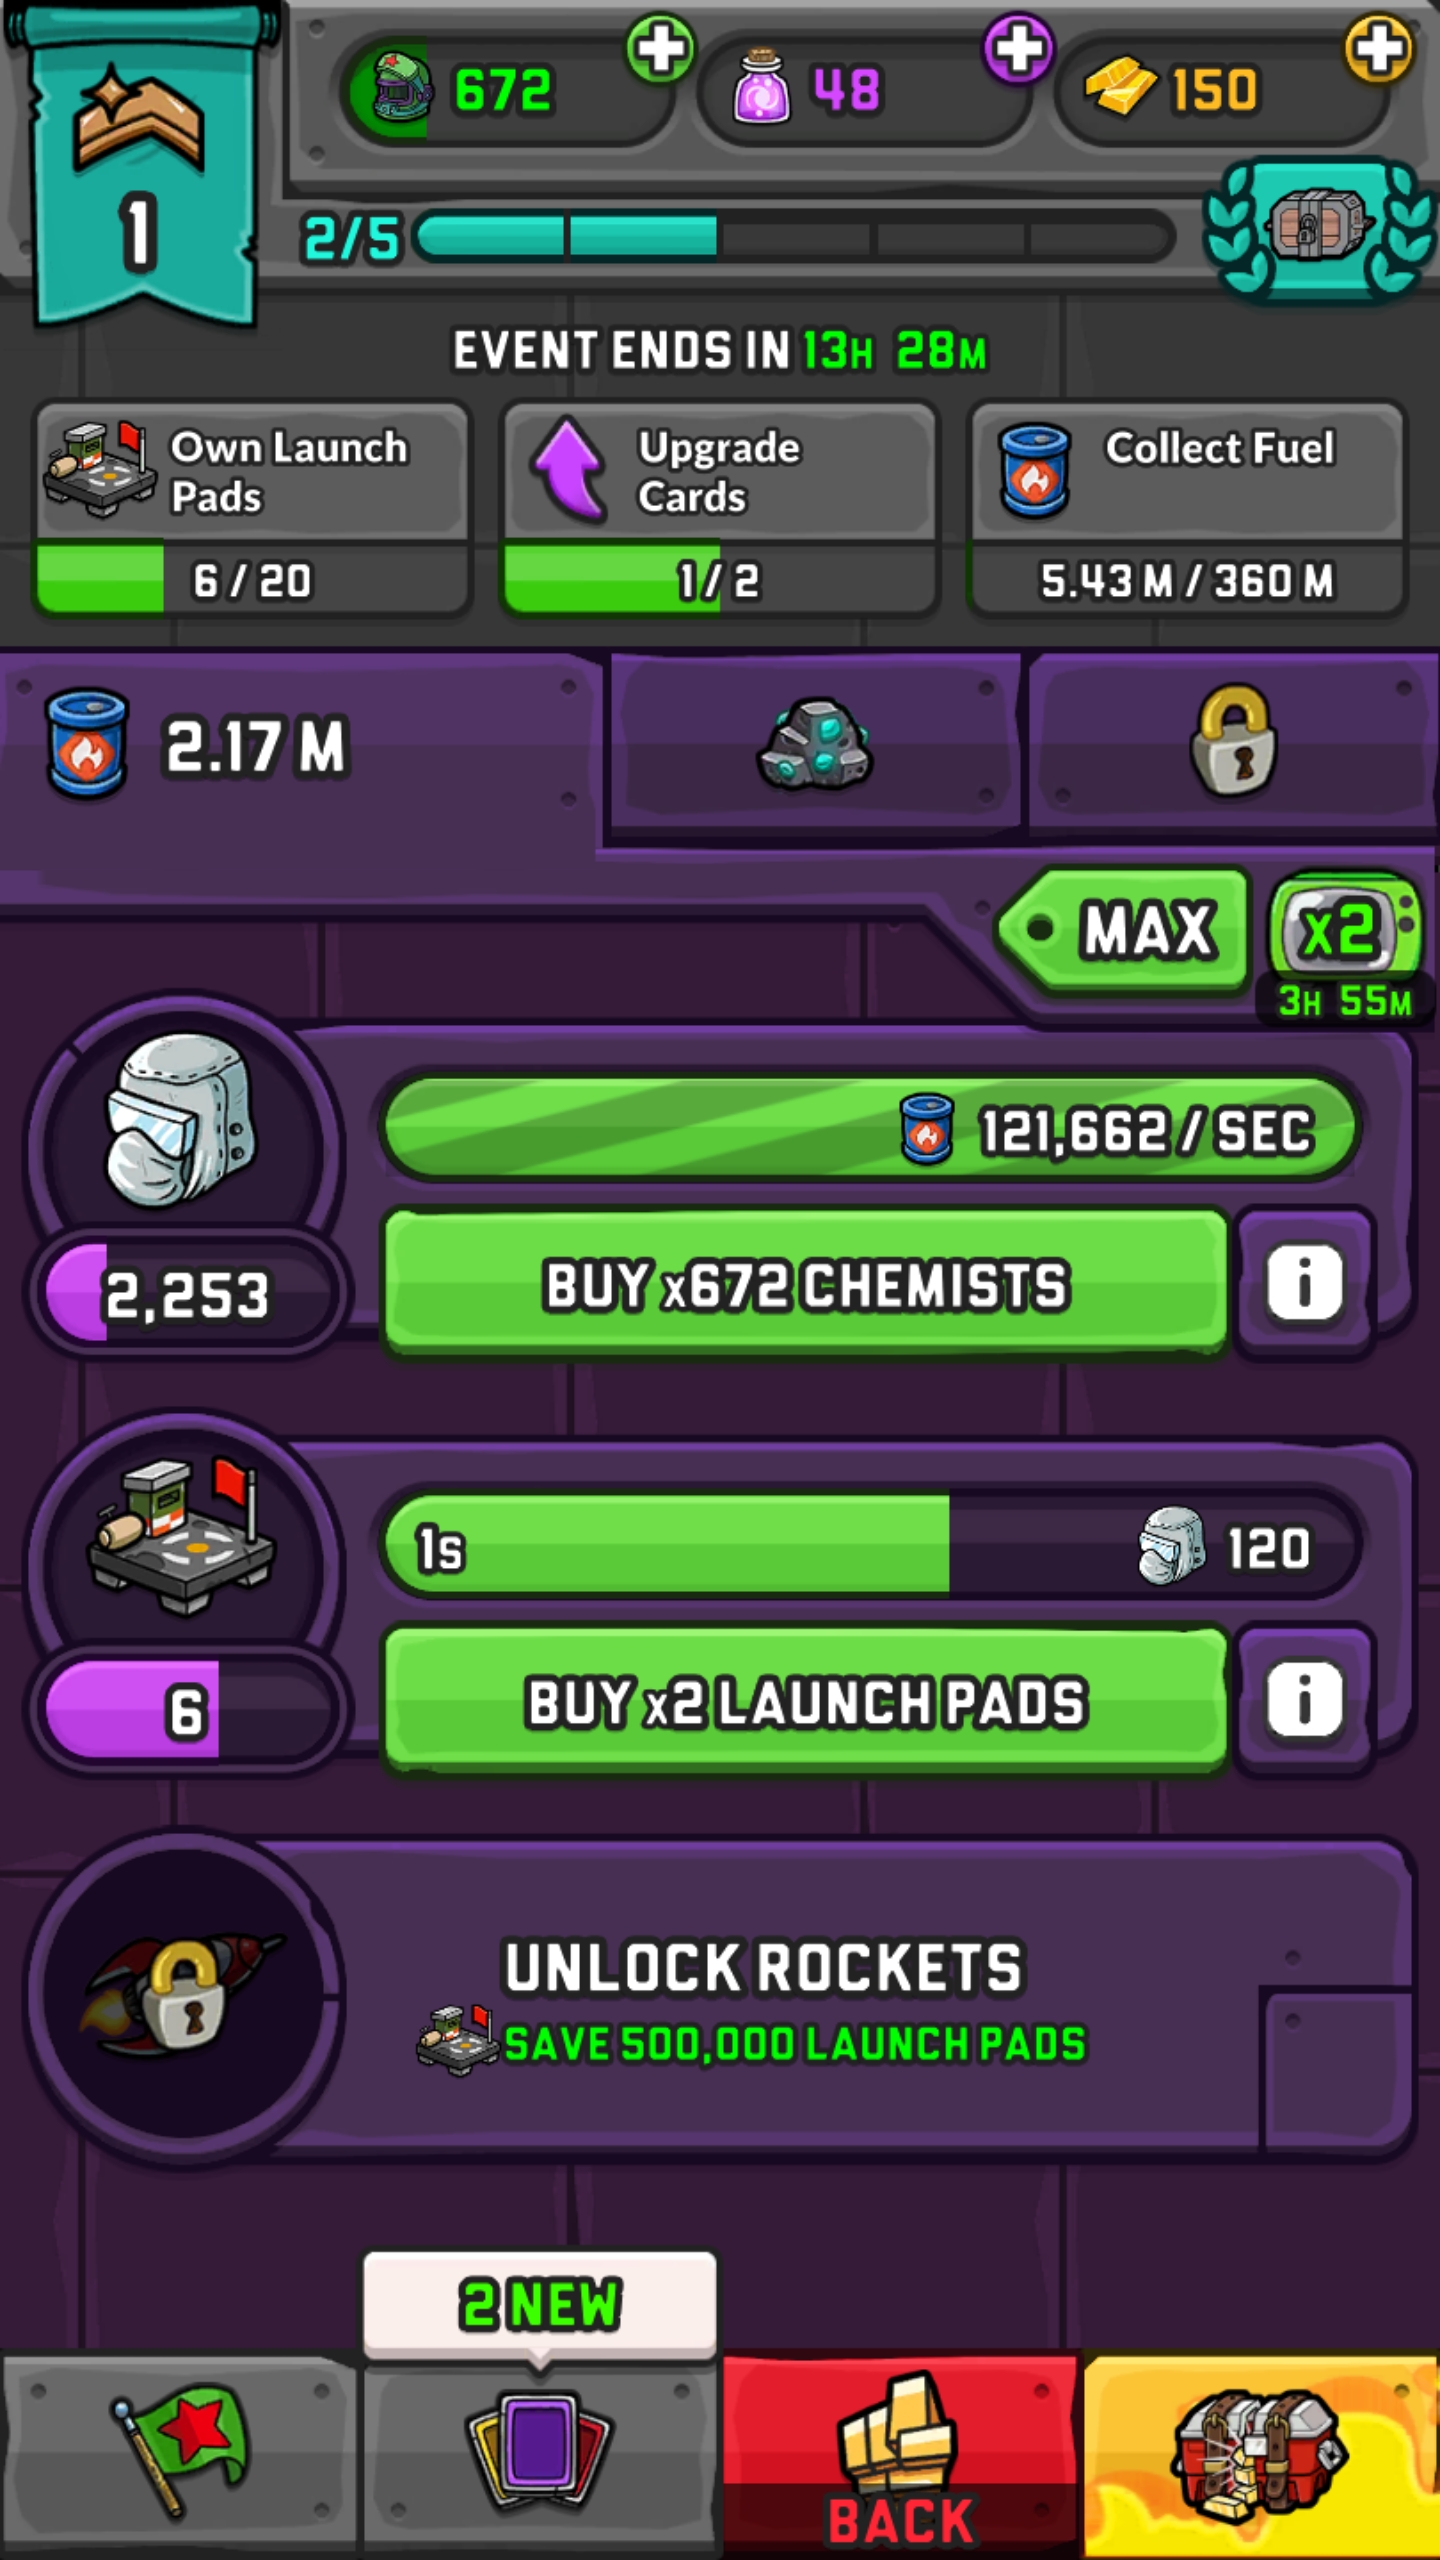 672
48
150
1
2/5
EVENT ENDS IN 13H 28M
Own Launch
Pads
6 / 20
Upgrade
Cards
1 / 2
Collect Fuel
5.43 M / 360 M
2.17 M
MAX
x2
3H 55M
121,662 / SEC
2,253
BUY x672 CHEMISTS
i
1s
120
6
BUY x2 LAUNCH PADS
i
UNLOCK ROCKETS
SAVE 500,000 LAUNCH PADS
2 NEW
BACK